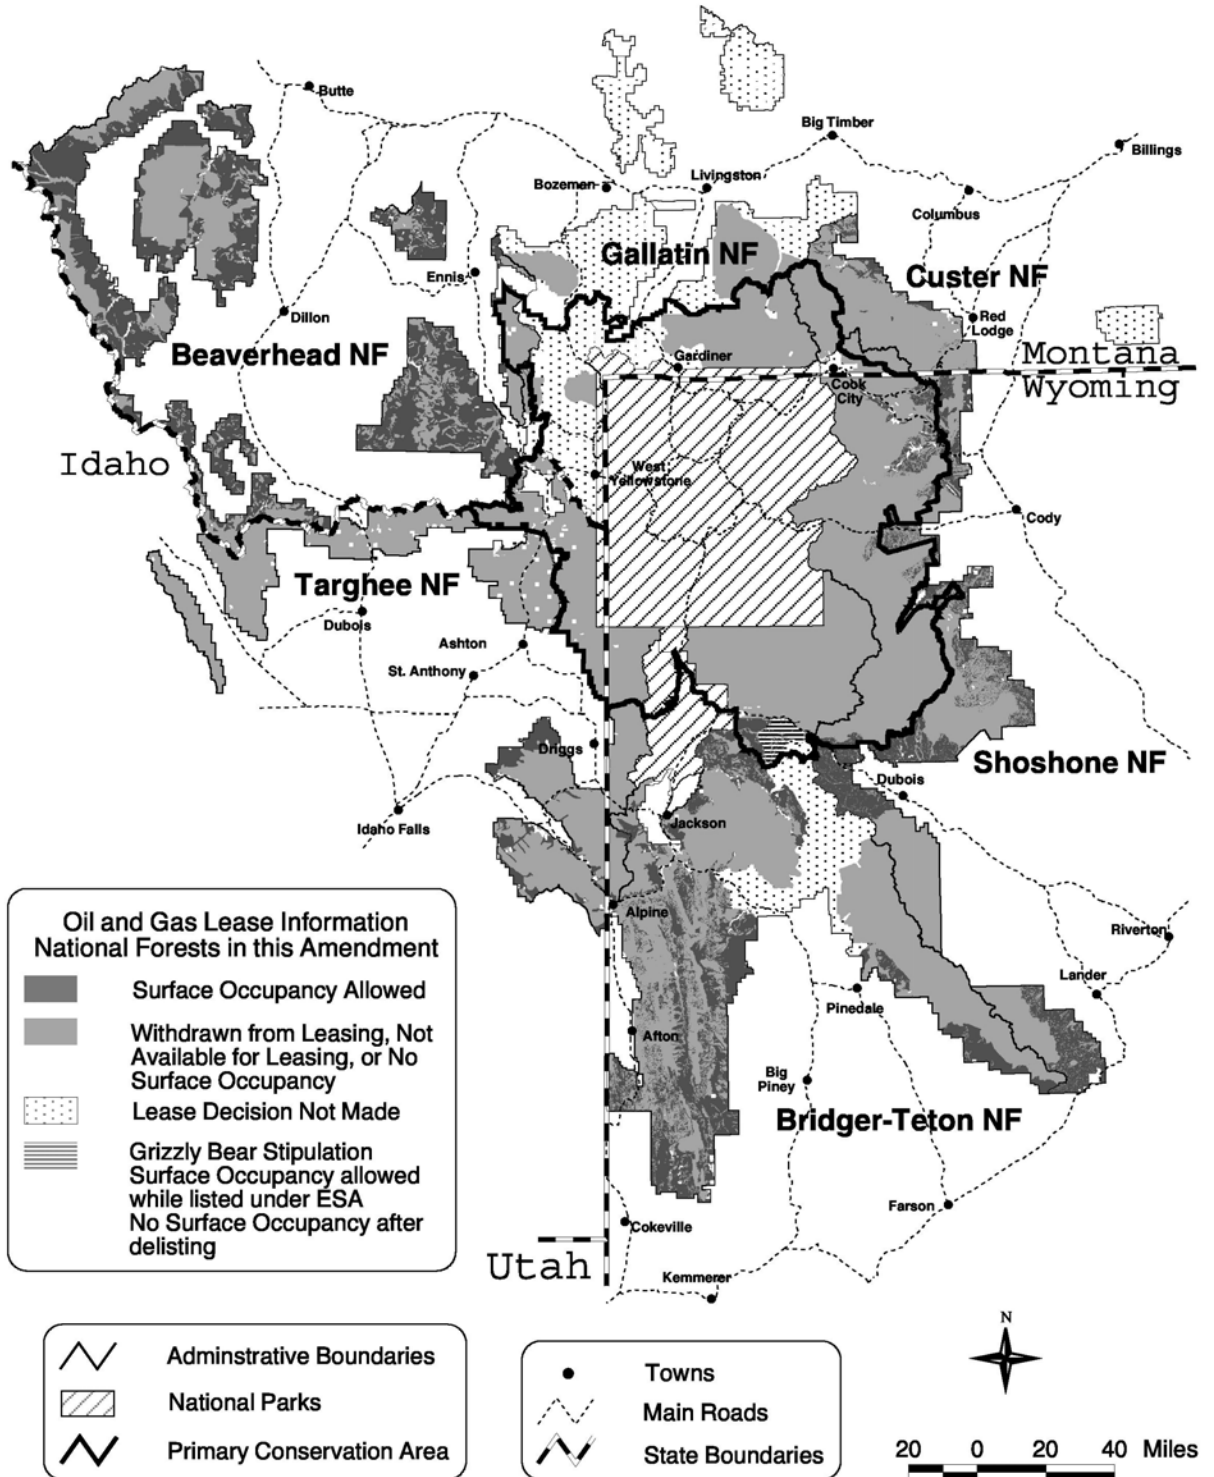 Butte
Big Timber
Billings
Bozeman
Livingston
Columbus
Gallatin NF
Custer NF
Ennis
Dillon
Red
Lodge
Beaverhead NF
Montana
Gardiner
Cook
City
Wyoming
Idaho
West
Yellowstone
Cody
Targhee NF
Dubois
Ashton
St. Anthony
Driggs
Shoshone NF
Dubois
Idaho Falls
Jackson
Oil and Gas Lease Information
National Forests in this Amendment
Surface Occupancy Allowed
Withdrawn from Leasing, Not
Available for Leasing, or No
Surface Occupancy
Lease Decision Not Made
Grizzly Bear Stipulation
Surface Occupancy allowed
while listed under ESA
No Surface Occupancy after
delisting
Alpine
Riverton
Lander
Pinedale
Afton
Big
Piney
Bridger-Teton NF
Farson
Cokeville
Utah
Kemmerer
Adminstrative Boundaries
National Parks
Primary Conservation Area
Towns
Main Roads
State Boundaries
N
20 0 20 40 Miles